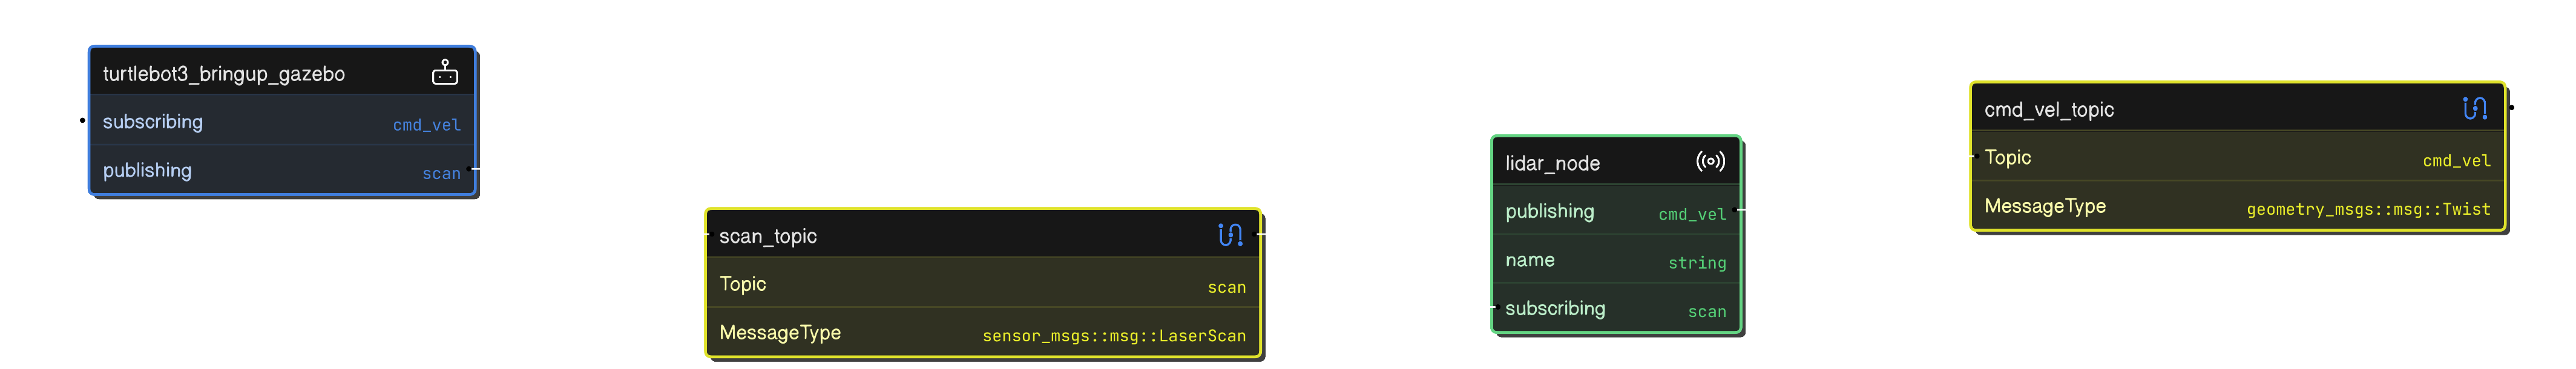 turtlebot3_bringup_gazebo
subscribing cmd_vel
publishing scan
scan_topic
Topic scan
MessageType sensor_msgs::msg::LaserScan
lidar_node
publishing cmd_vel
name string
subscribing scan
cmd_vel_topic
Topic cmd_vel
MessageType geometry_msgs::msg::Twist